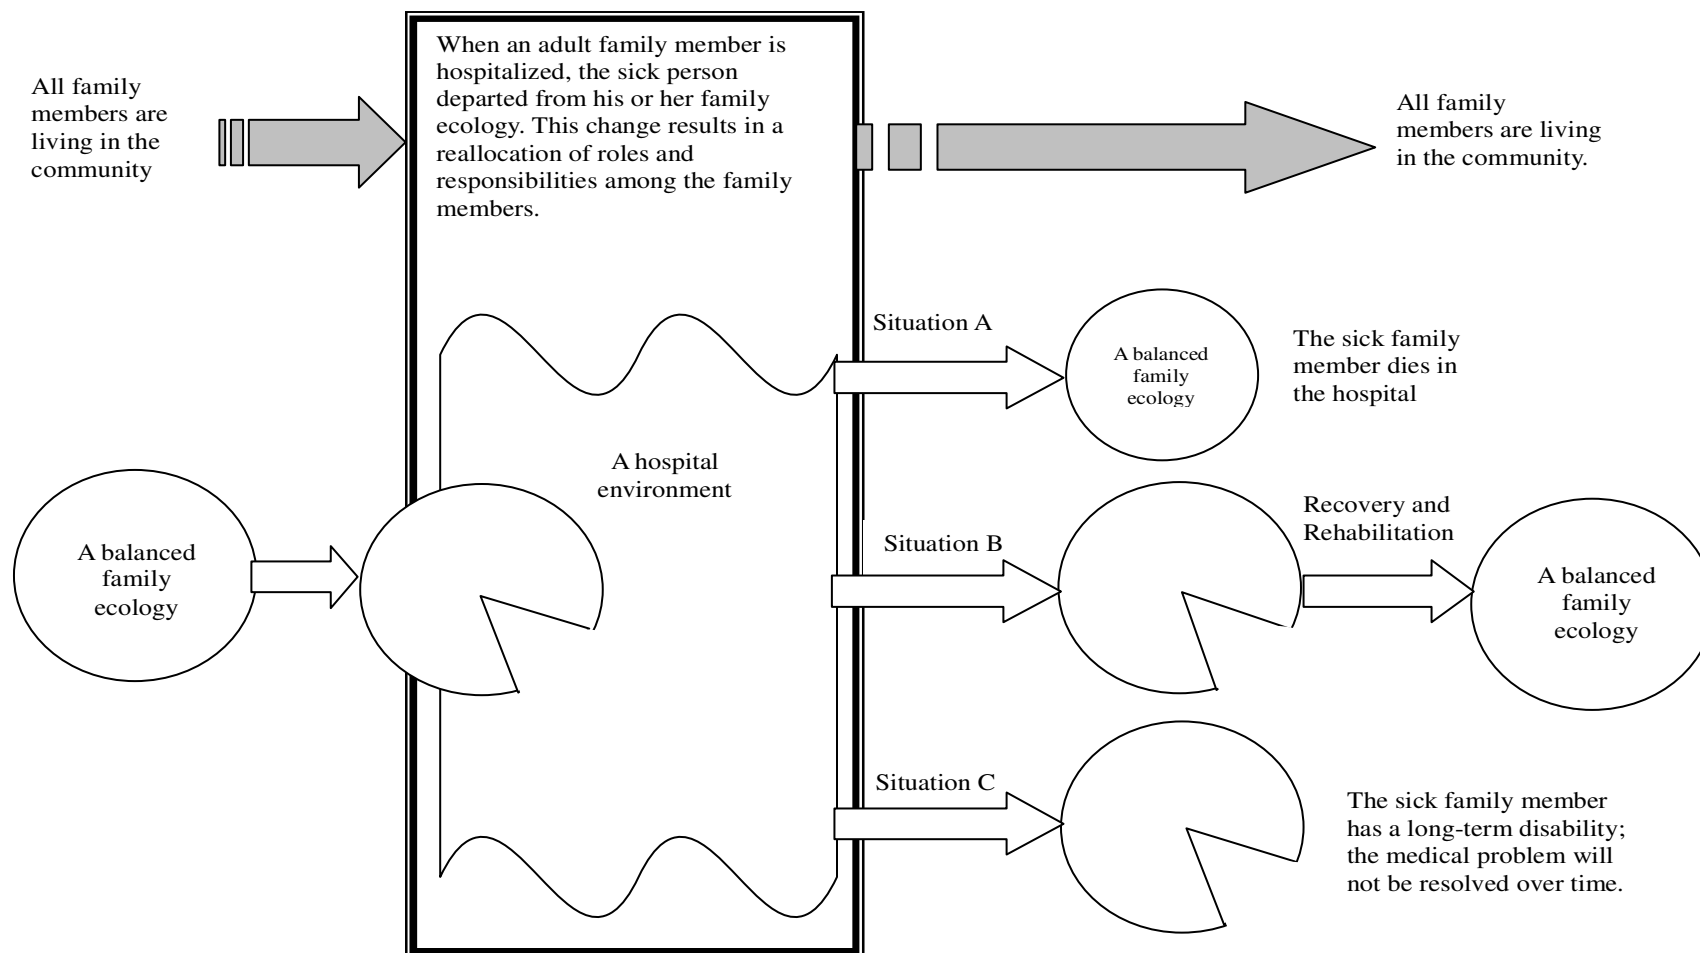 All family
members are
living in the
community
When an adult family member is
hospitalized, the sick person
departed from his or her family
ecology. This change results in a
reallocation of roles and
responsibilities among the family
members.
All family
members are living
in the community.
Situation A
A balanced
family
ecology
The sick family
member dies in
the hospital
A hospital
environment
A balanced
family
ecology
Situation B
Recovery and
Rehabilitation
A balanced
family
ecology
Situation C
The sick family member
has a long-term disability;
the medical problem will
not be resolved over time.